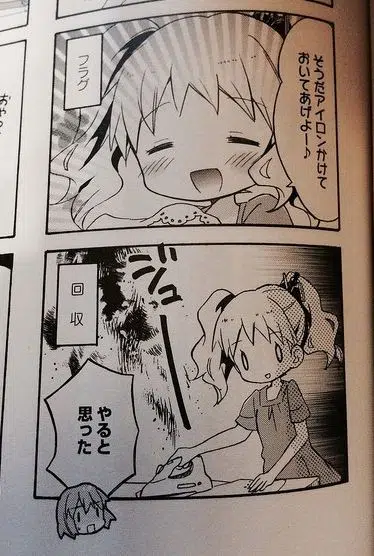 そうだアイロンかけて
おいてあげよー♪
フラグ
ジュー
回収
やると
思った